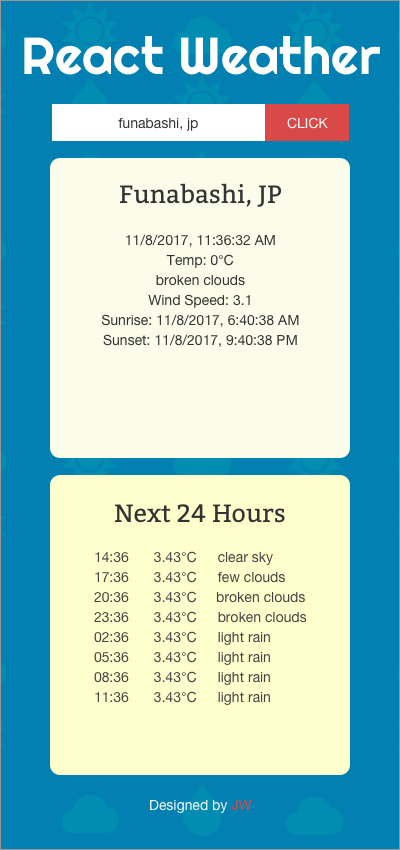 React Weather
funabashi, jp CLICK
Funabashi, JP
11/8/2017, 11:36:32 AM
Temp: 0°C
broken clouds
Wind Speed: 3.1
Sunrise: 11/8/2017, 6:40:38 AM
Sunset: 11/8/2017, 9:40:38 PM
Next 24 Hours
14:36 3.43°C clear sky
17:36 3.43°C few clouds
20:36 3.43°C broken clouds
23:36 3.43°C broken clouds
02:36 3.43°C light rain
05:36 3.43°C light rain
08:36 3.43°C light rain
11:36 3.43°C light rain
Designed by JW